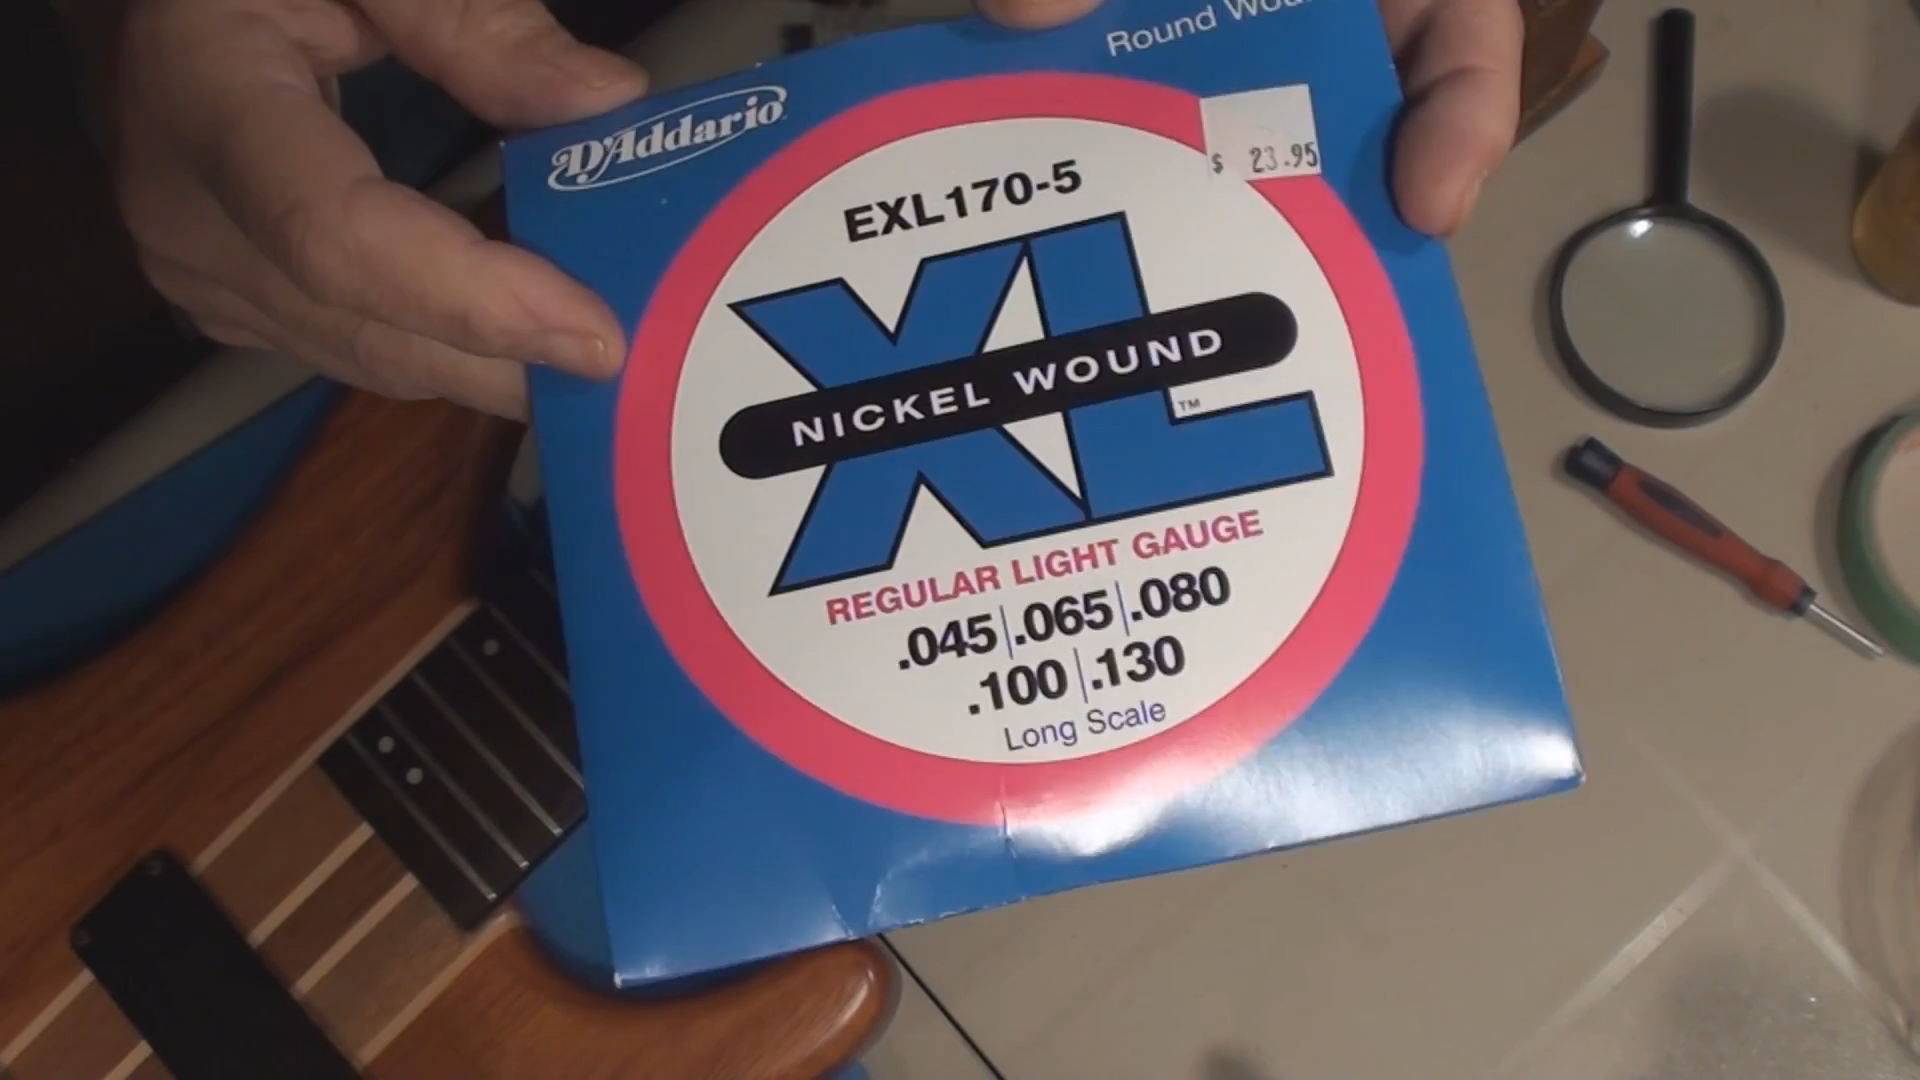 Round
D'Addario
$ 23.95
EXL170-5
XL
NICKEL WOUND
™
REGULAR LIGHT GAUGE
.045|.065|.080
.100|.130
Long Scale